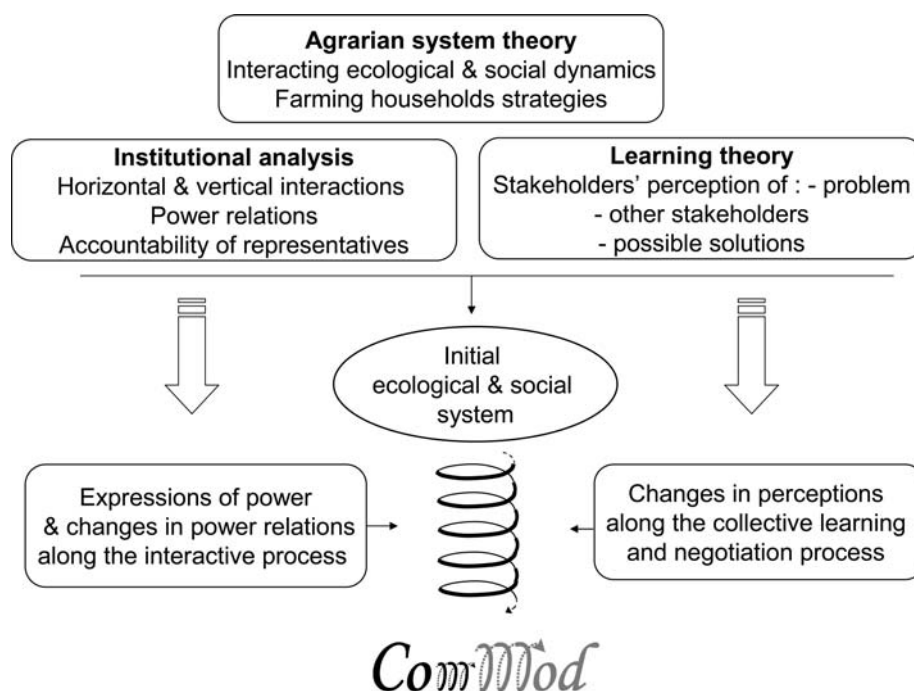 Agrarian system theory
Interacting ecological & social dynamics
Farming households strategies
Institutional analysis
Horizontal & vertical interactions
Power relations
Accountability of representatives
Learning theory
Stakeholders’ perception of : - problem
- other stakeholders
- possible solutions
Initial
ecological & social
system
Expressions of power
& changes in power relations
along the interactive process
Changes in perceptions
along the collective learning
and negotiation process
ComMod